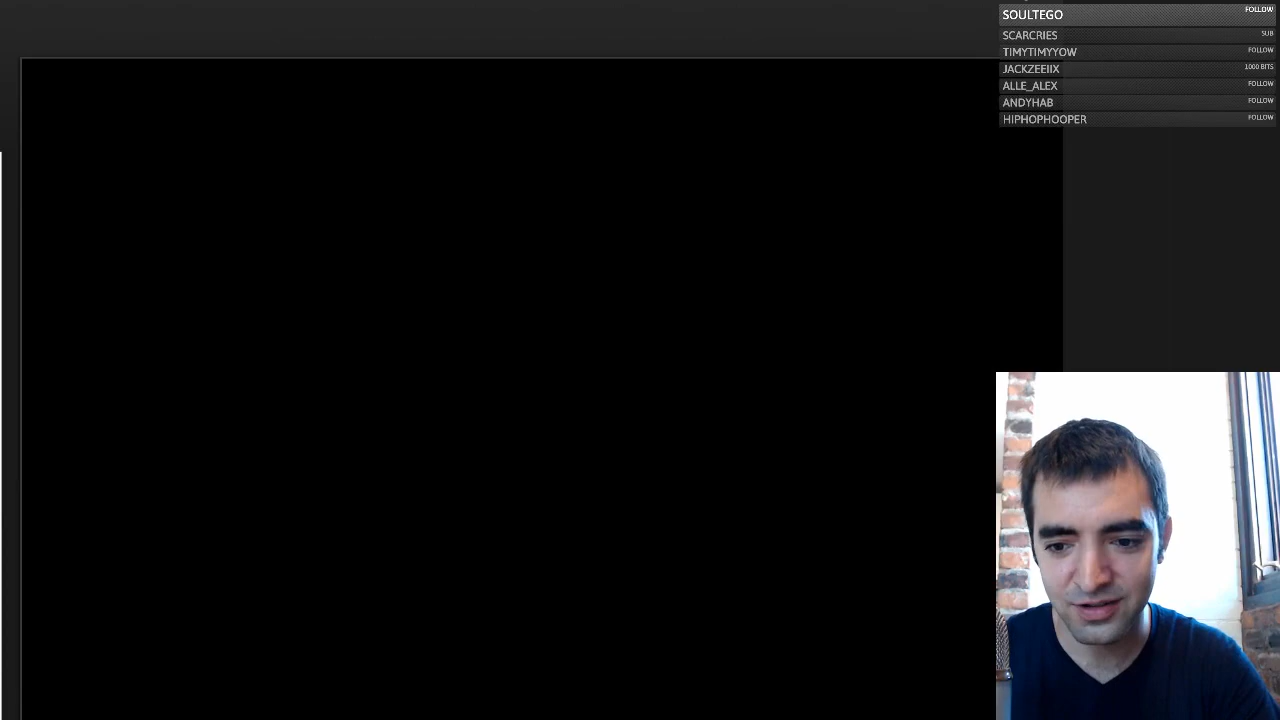 SOULTEGO FOLLOW
SCARCRIES SUB
TIMYTIMYYOW FOLLOW
JACKZEEIIX 1000 BITS
ALLE_ALEX FOLLOW
ANDYHAB FOLLOW
HIPHOPHOOPER FOLLOW